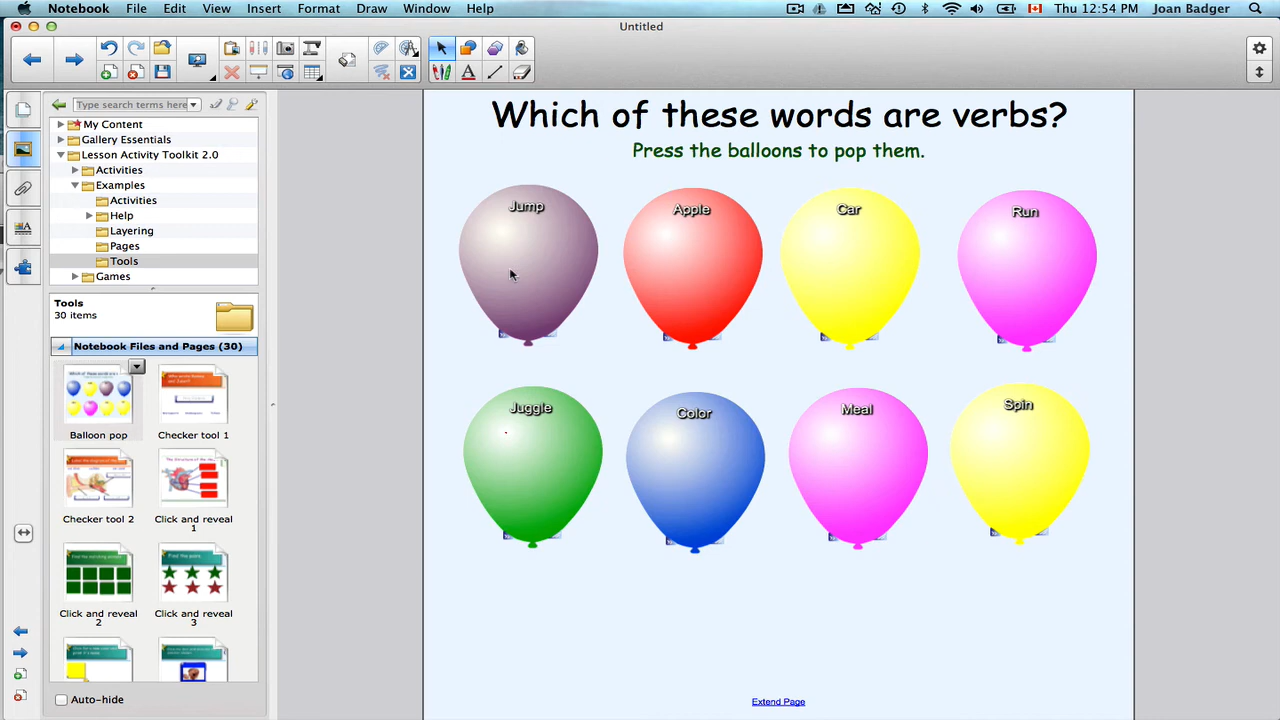 Notebook File Edit View Insert Format Draw Window Help Thu 12:54 PM Joan Badger
Untitled
Type search terms here
My Content
Gallery Essentials
Lesson Activity Toolkit 2.0
Activities
Examples
Activities
Help
Layering
Pages
Tools
Games
Tools
30 items
Notebook Files and Pages (30)
Balloon pop
Checker tool 1
Checker tool 2
Click and reveal 1
Click and reveal 2
Click and reveal 3
Auto-hide
Which of these words are verbs?
Press the balloons to pop them.
Jump Apple Car Run
Juggle Color Meal Spin
Extend Page